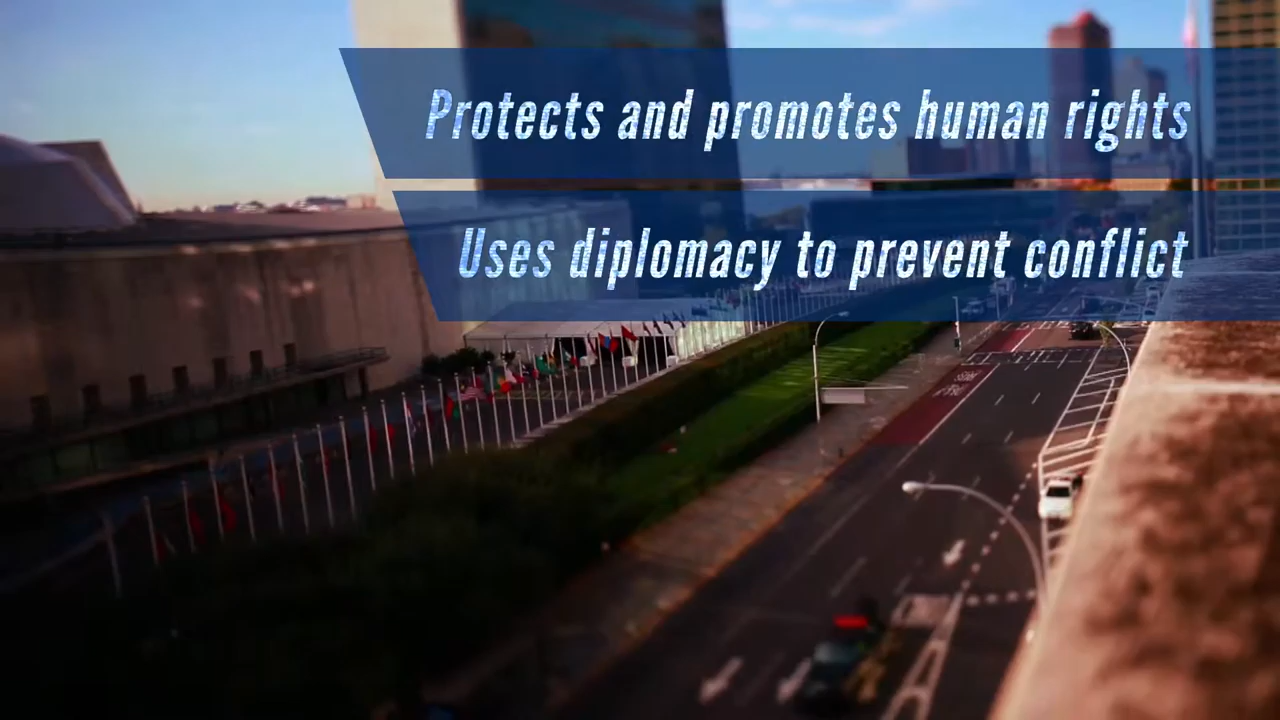 Protects and promotes human rights
Uses diplomacy to prevent conflict